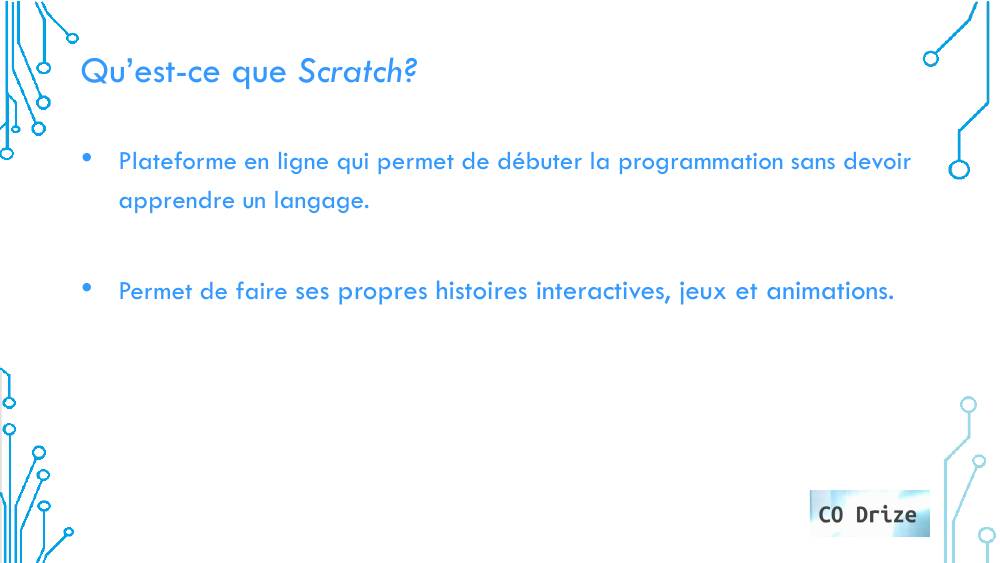 Qu’est-ce que Scratch?
• Plateforme en ligne qui permet de débuter la programmation sans devoir
apprendre un langage.
• Permet de faire ses propres histoires interactives, jeux et animations.
CO Drize